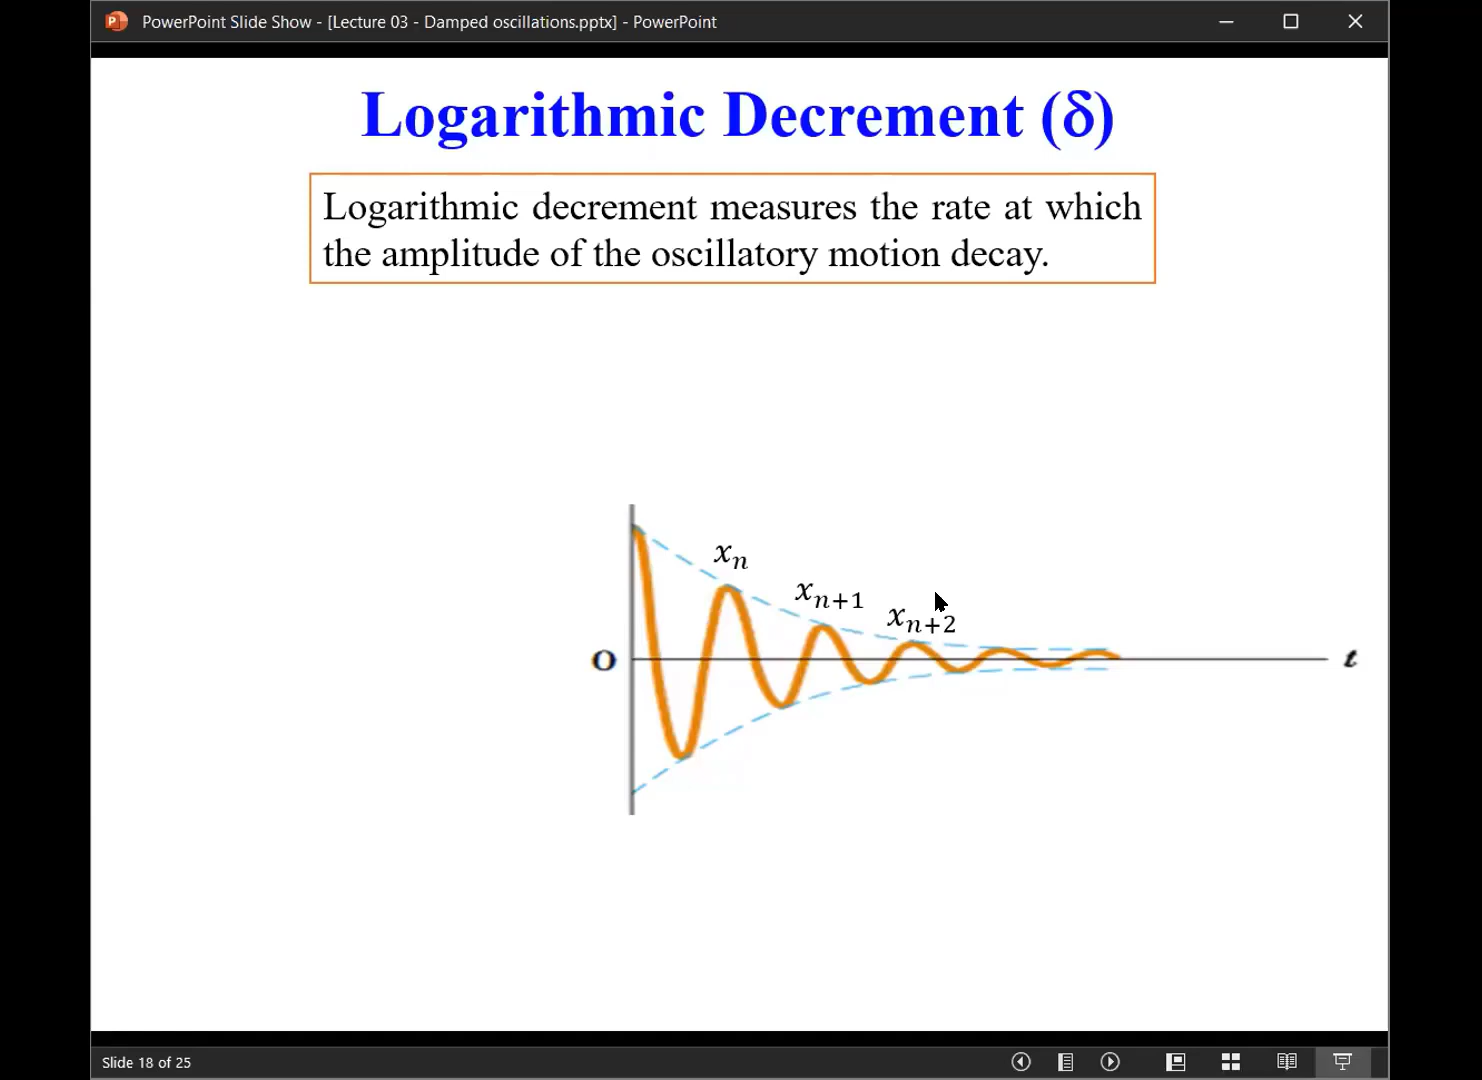 PowerPoint Slide Show - [Lecture 03 - Damped oscillations.pptx] - PowerPoint
Logarithmic Decrement (δ)
Logarithmic decrement measures the rate at which
the amplitude of the oscillatory motion decay.
xₙ
xₙ₊₁
xₙ₊₂
O
t
Slide 18 of 25